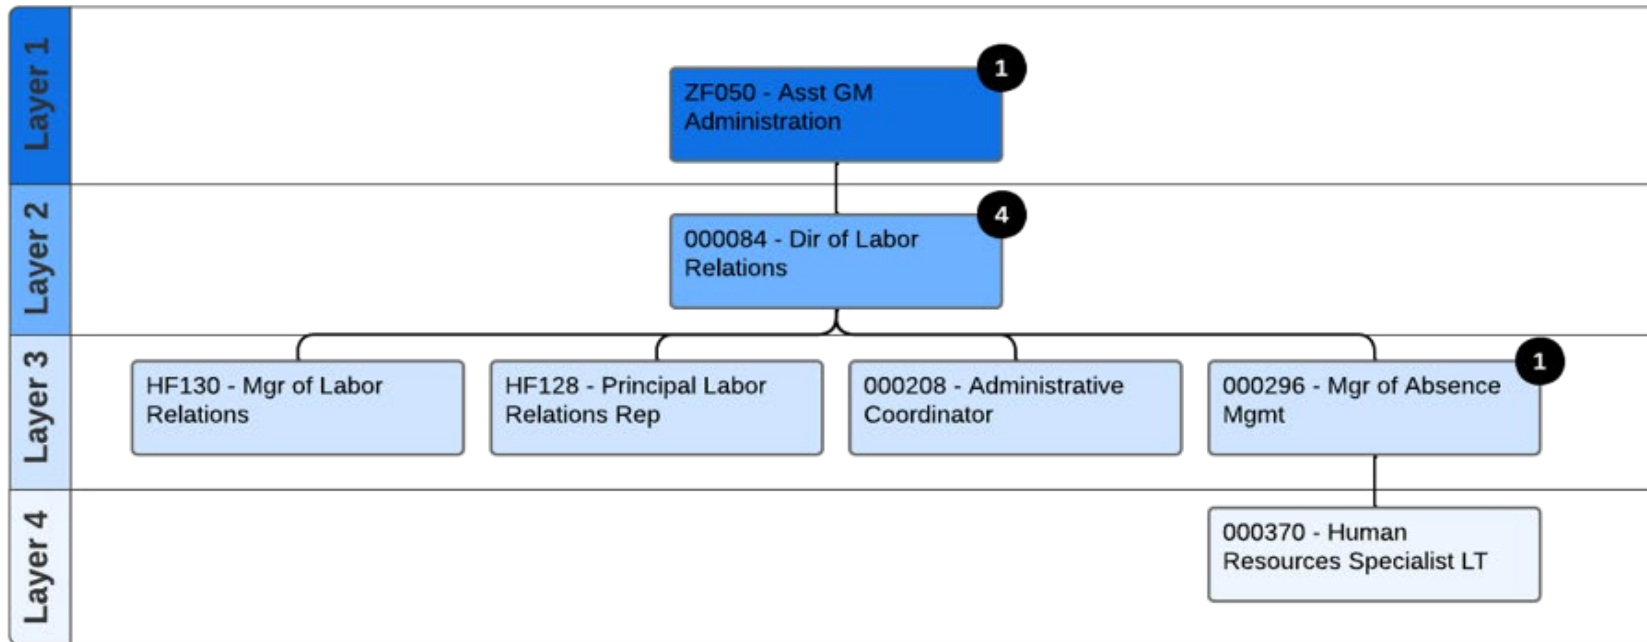 Layer 1
1
ZF050 - Asst GM
Administration
Layer 2
4
000084 - Dir of Labor
Relations
Layer 3
HF130 - Mgr of Labor
Relations
HF128 - Principal Labor
Relations Rep
000208 - Administrative
Coordinator
1
000296 - Mgr of Absence
Mgmt
Layer 4
000370 - Human
Resources Specialist LT